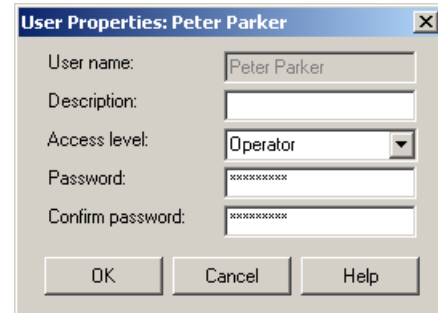 User Properties: Peter Parker
User name: Peter Parker
Description:
Access level: Operator
Password: *********
Confirm password: *********
OK Cancel Help